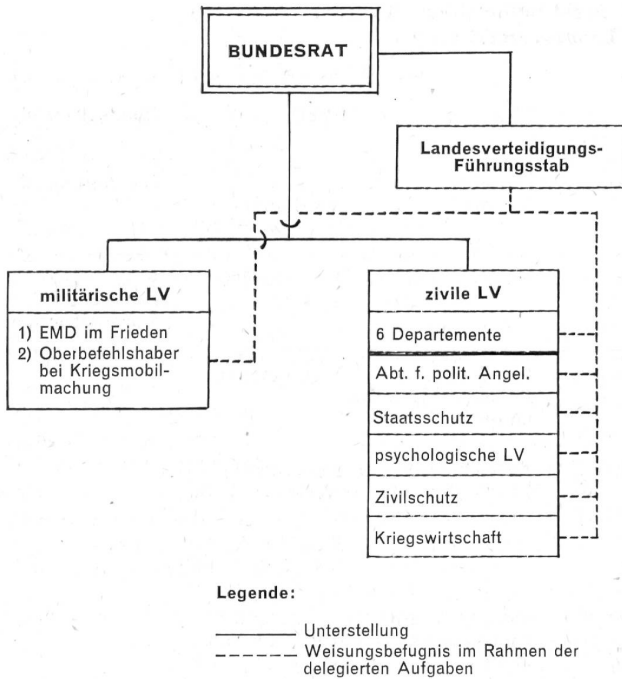 BUNDESRAT
Landesverteidigungs-
Führungsstab
militärische LV
1) EMD im Frieden
2) Oberbefehlshaber
bei Kriegsmobil-
machung
zivile LV
6 Departemente
Abt. f. polit. Angel.
Staatsschutz
psychologische LV
Zivilschutz
Kriegswirtschaft
Legende:
Unterstellung
Weisungsbefugnis im Rahmen der
delegierten Aufgaben